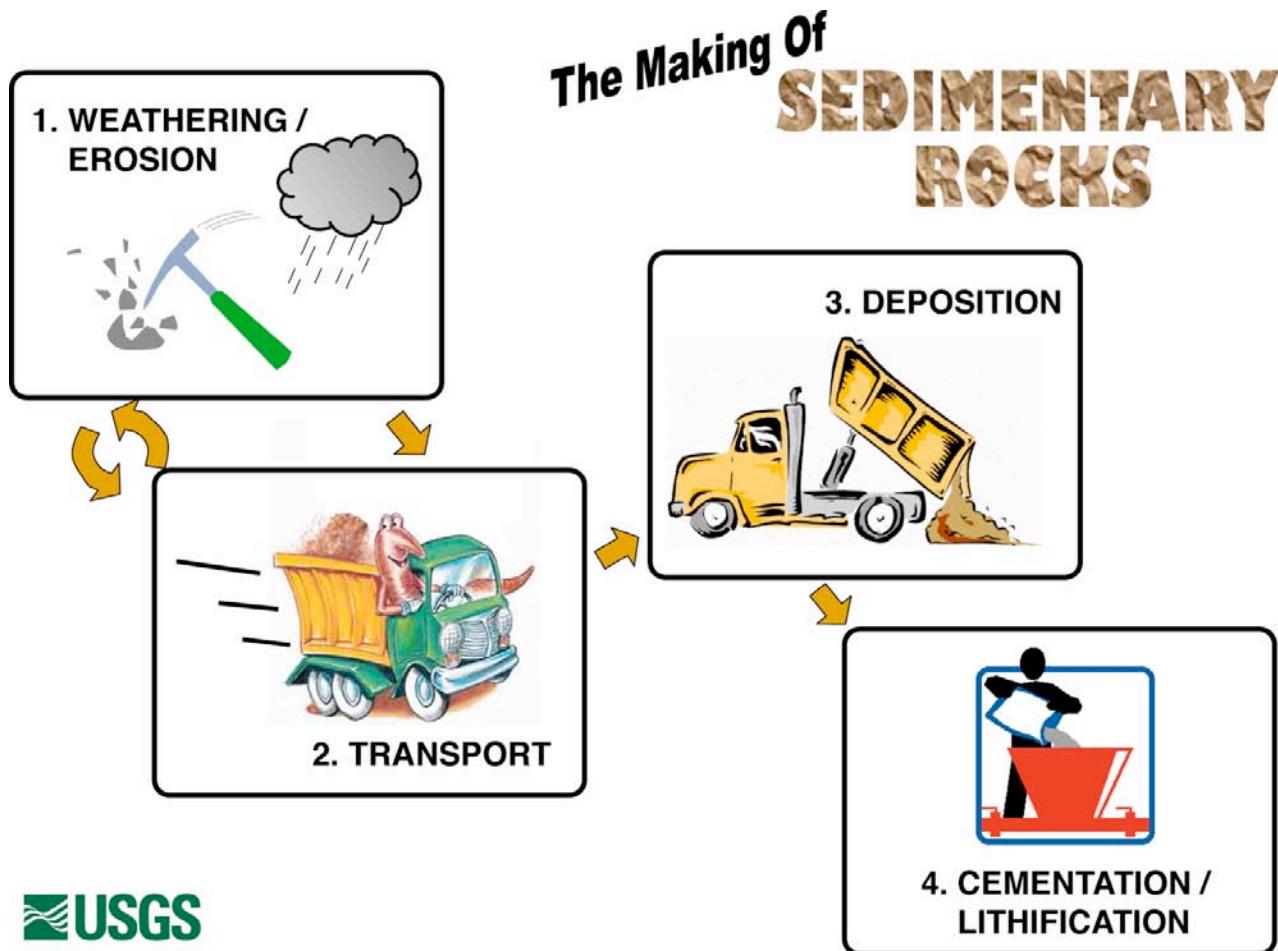 The Making Of
SEDIMENTARY
ROCKS
1. WEATHERING /
EROSION
2. TRANSPORT
3. DEPOSITION
4. CEMENTATION /
LITHIFICATION
USGS